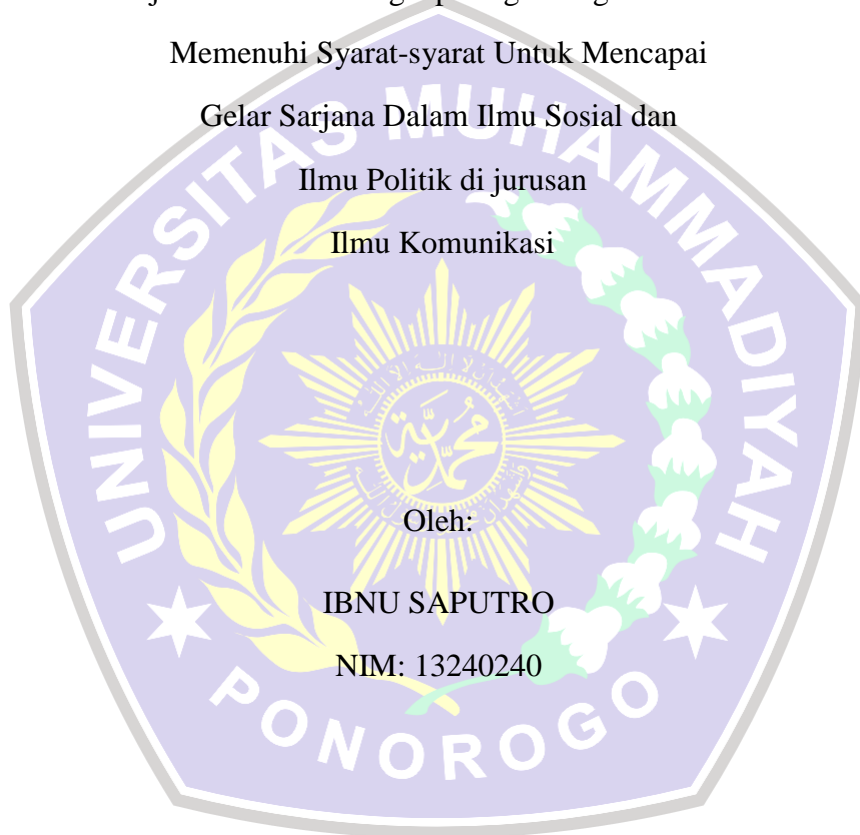 Memenuhi Syarat-syarat Untuk Mencapai
Gelar Sarjana Dalam Ilmu Sosial dan
Ilmu Politik di jurusan
Ilmu Komunikasi
UNIVERSITAS MUHAMMADIYAH
محمدية
Oleh:
IBNU SAPUTRO
NIM: 13240240
PONOROGO